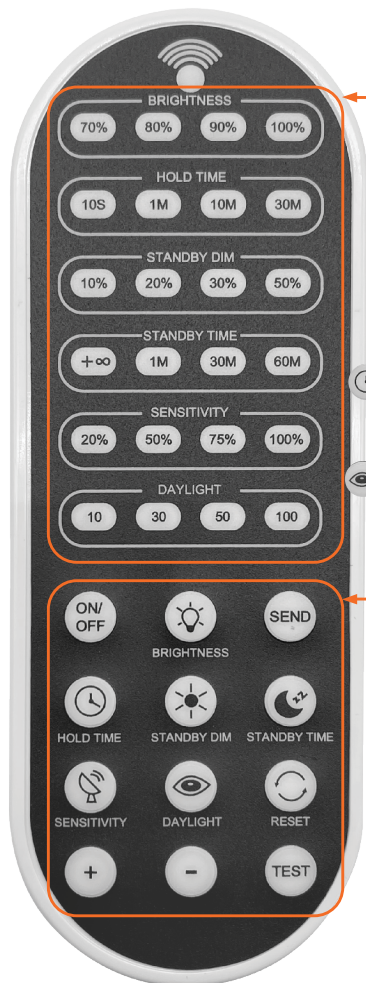 BRIGHTNESS
70% 80% 90% 100%
HOLD TIME
10S 1M 10M 30M
STANDBY DIM
10% 20% 30% 50%
STANDBY TIME
+∞ 1M 30M 60M
SENSITIVITY
20% 50% 75% 100%
DAYLIGHT
10 30 50 100
ON/
OFF
SEND
BRIGHTNESS
zz
HOLD TIME STANDBY DIM STANDBY TIME
SENSITIVITY DAYLIGHT RESET
+ - TEST